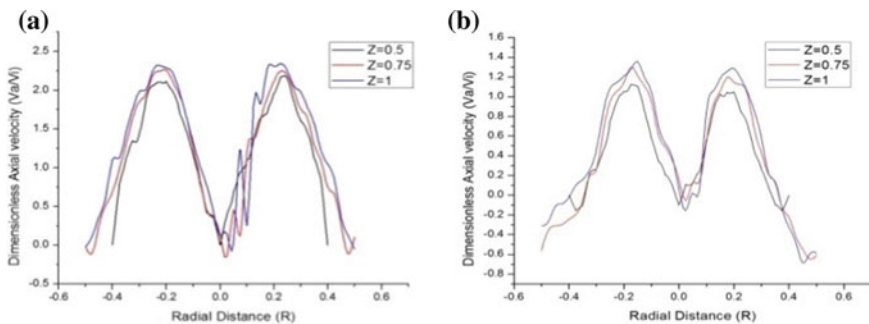 (a)
Dimensionless Axial velocity (Va/Vi)
2.5
2.0
1.5
1.0
0.5
0.0
-0.5
-0.6 -0.4 -0.2 0.0 0.2 0.4 0.6
Radial Distance (R)
Z=0.5
Z=0.75
Z=1
(b)
Dimensionless Axial velocity (Va/Vi)
1.6
1.4
1.2
1.0
0.8
0.6
0.4
0.2
0.0
-0.2
-0.4
-0.6
-0.8
-0.6 -0.4 -0.2 0.0 0.2 0.4 0.6
Radial Distance (R)
Z=0.5
Z=0.75
Z=1